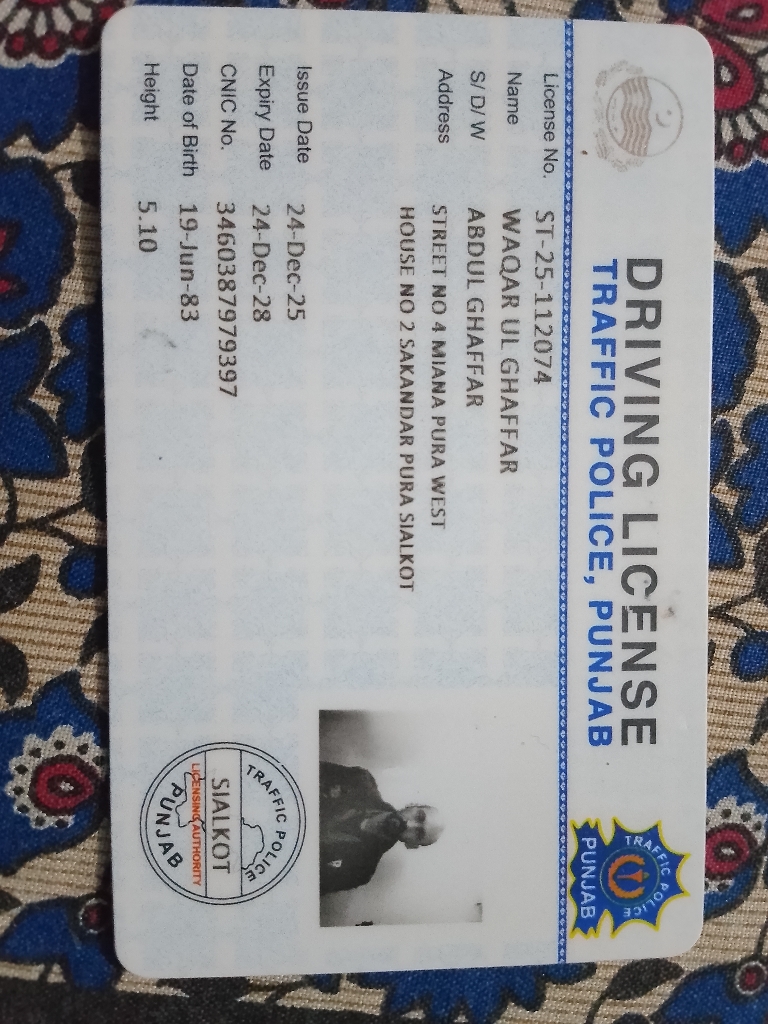 DRIVING LICENSE
TRAFFIC POLICE, PUNJAB
TRAFFIC POLICE
PUNJAB
License No. ST-25-112074
Name WAQAR UL GHAFFAR
S/ D/ W ABDUL GHAFFAR
Address STREET NO 4 MIANA PURA WEST
HOUSE NO 2 SAKANDAR PURA SIALKOT
Issue Date 24-Dec-25
Expiry Date 24-Dec-28
CNIC No. 3460387979397
Date of Birth 19-Jun-83
Height 5.10
TRAFFIC POLICE
SIALKOT
LICENSING AUTHORITY
PUNJAB